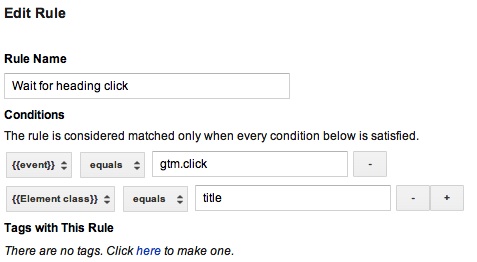 Edit Rule
Rule Name
Wait for heading click
Conditions
The rule is considered matched only when every condition below is satisfied.
{{event}} equals gtm.click -
{{Element class}} equals title - +
Tags with This Rule
There are no tags. Click here to make one.